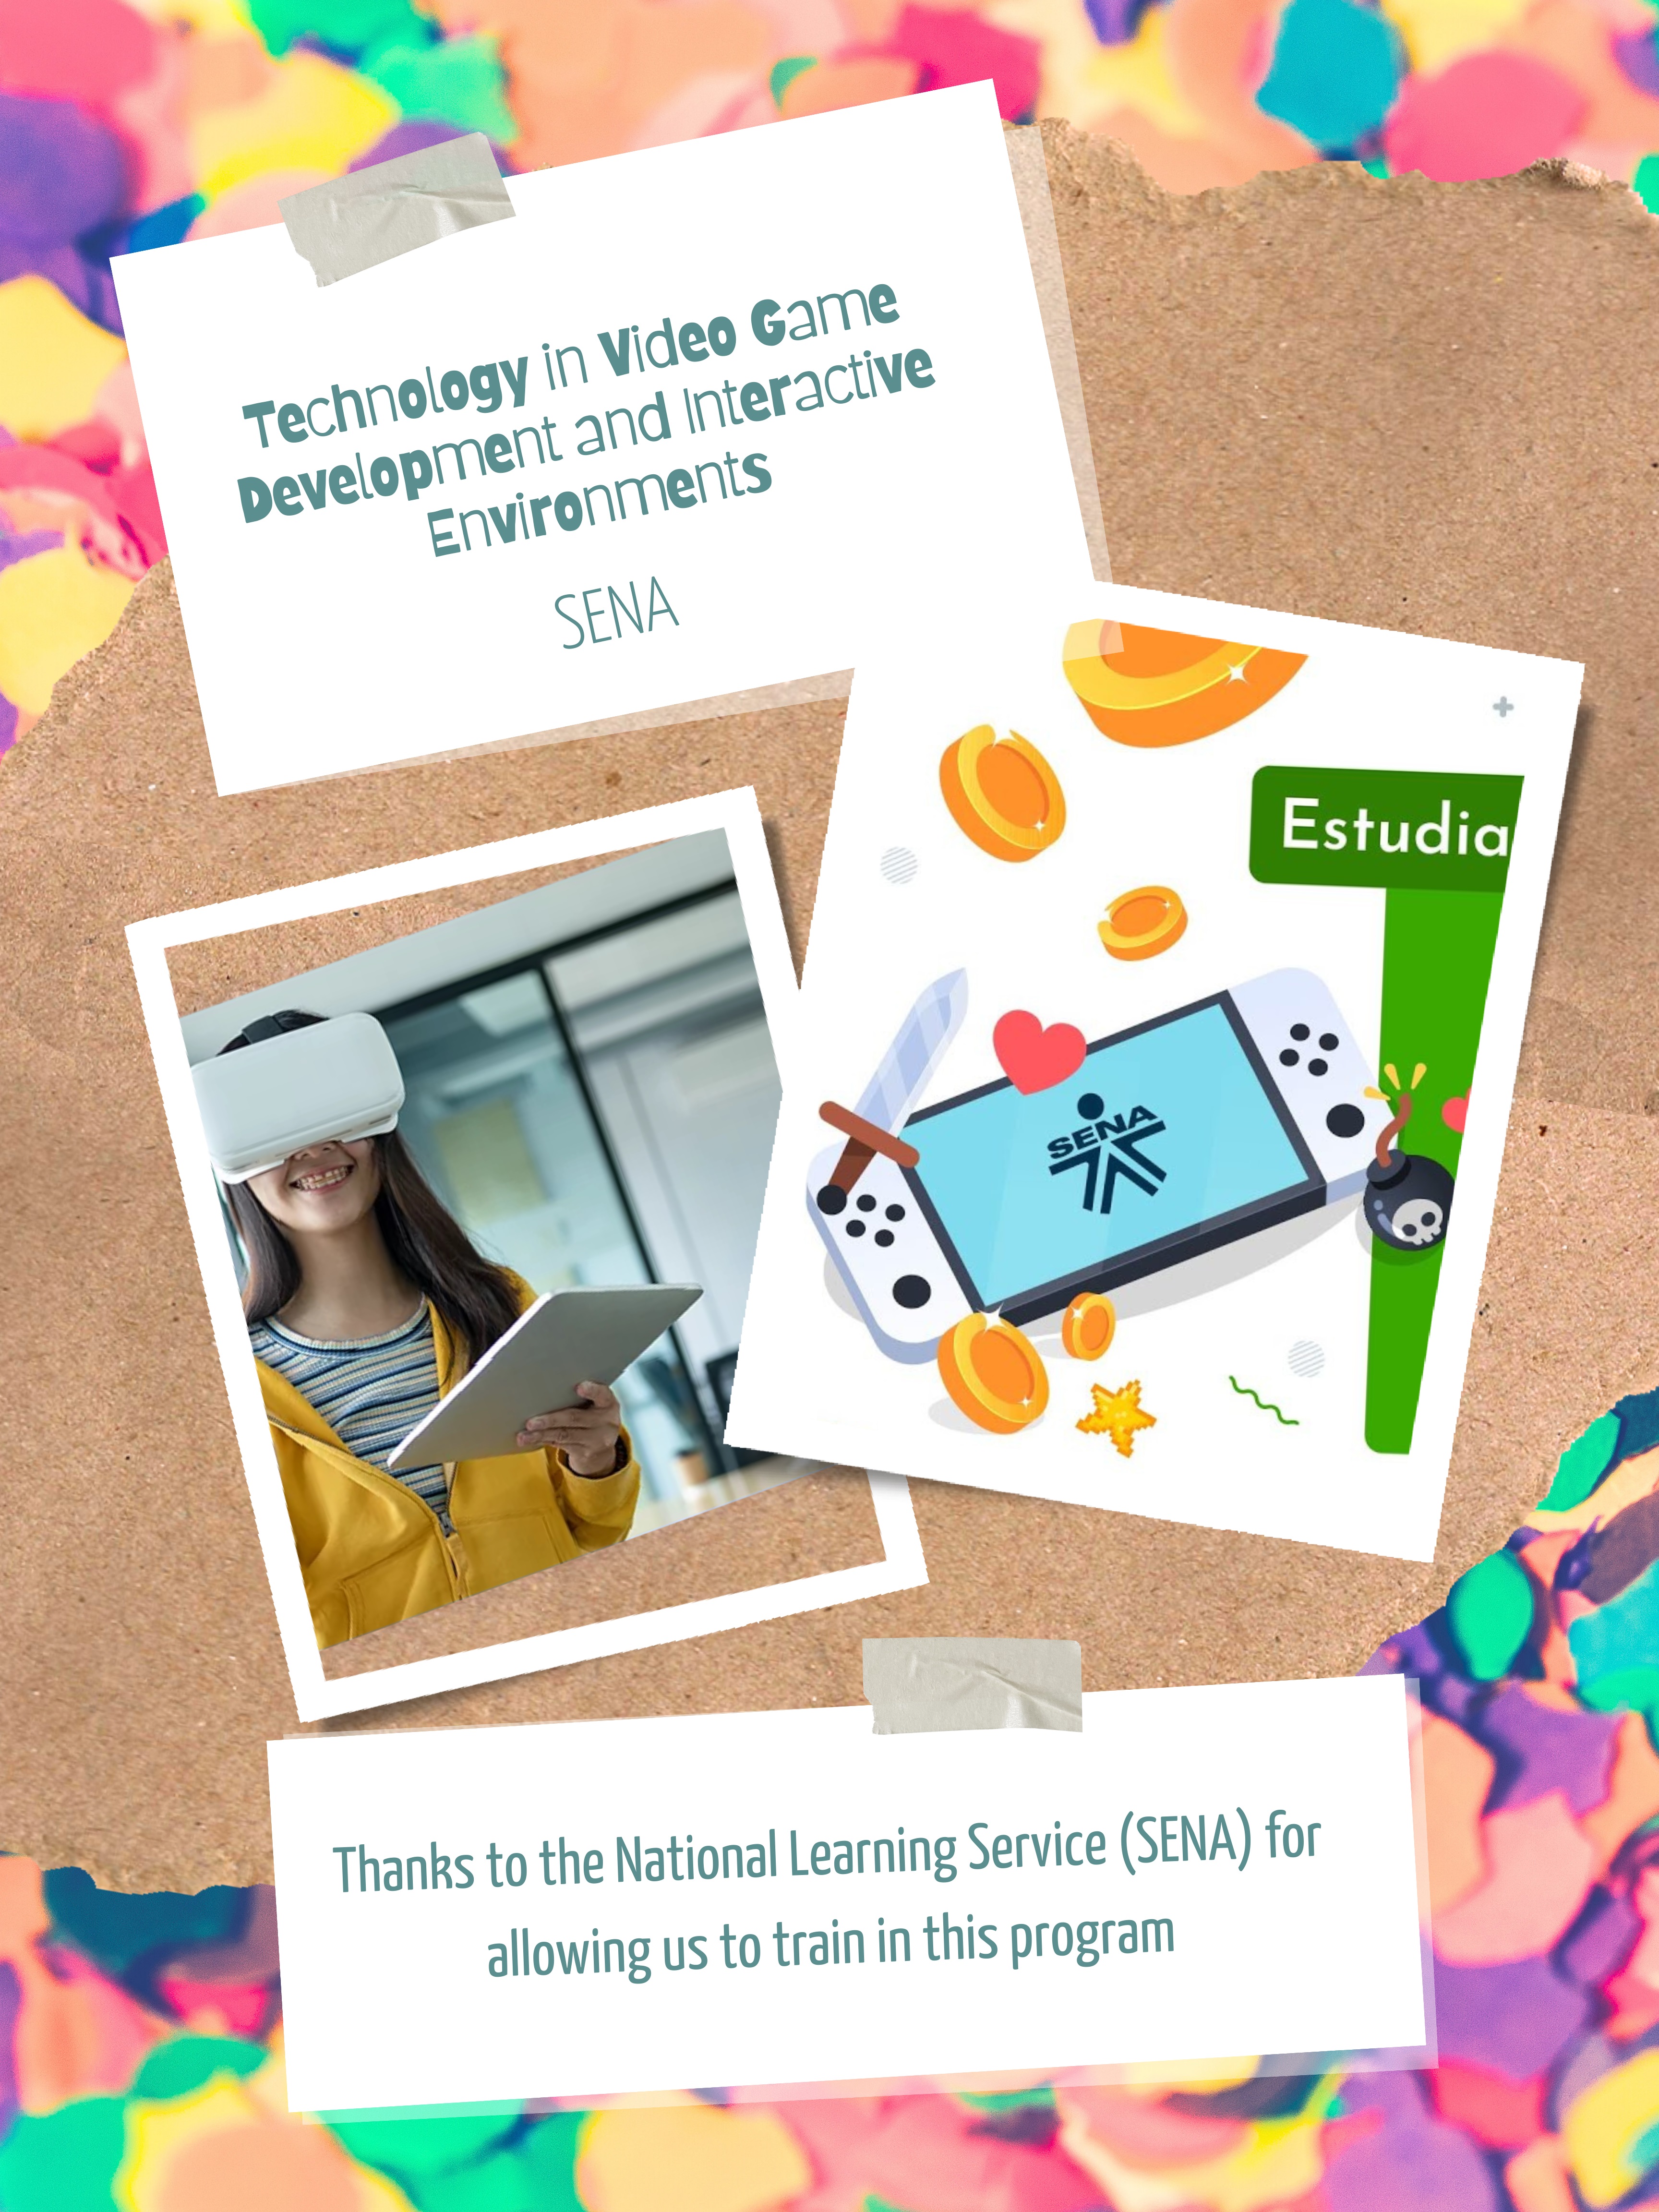 Technology in Video Game
Development and Interactive
Environments
SENA
Estudia
SENA
Thanks to the National Learning Service (SENA) for
allowing us to train in this program